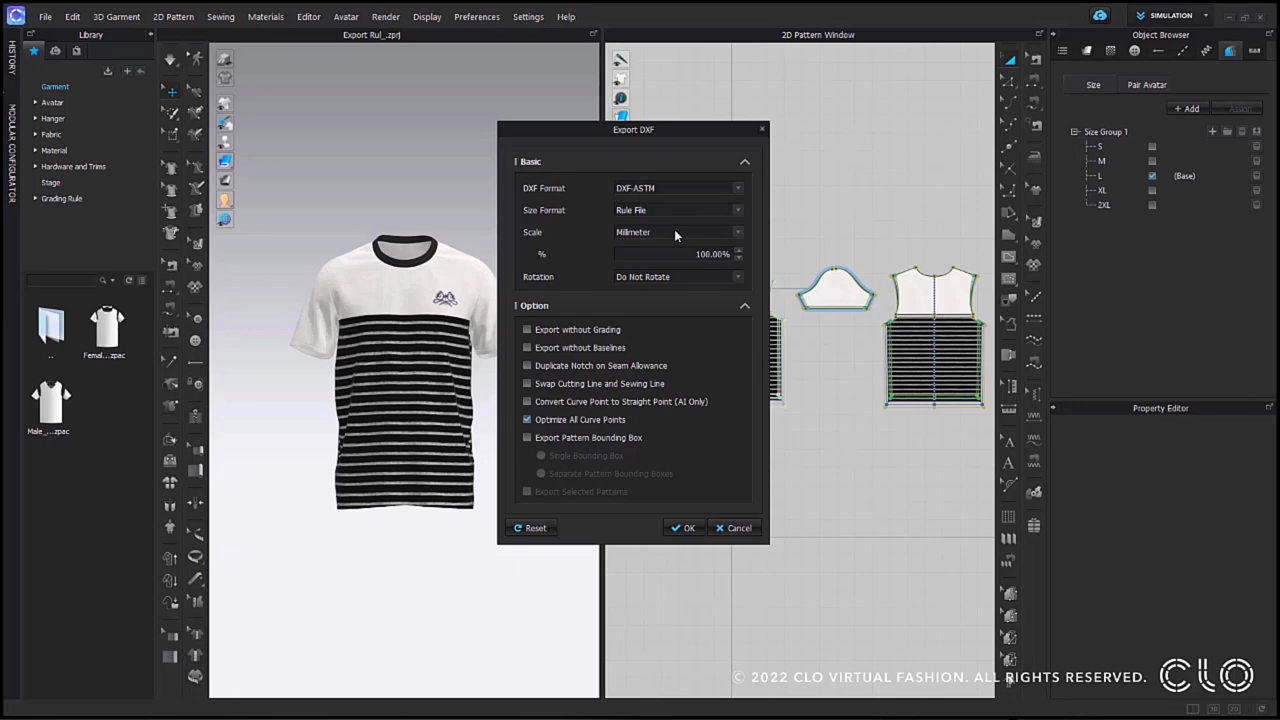 File Edit 3D Garment 2D Pattern Sewing Materials Editor Avatar Render Display Preferences Settings Help
SIMULATION
Library
Export Rul_.zprj
2D Pattern Window
Object Browser
HISTORY
MODULAR CONFIGURATOR
Garment
Avatar
Hanger
Fabric
Material
Hardware and Trims
Stage
Grading Rule
..
Femal...zpac
Male_...zpac
Export DXF
Basic
DXF Format DXF-ASTM
Size Format Rule File
Scale Millmeter
% 100.00%
Rotation Do Not Rotate
Option
Export without Grading
Export without Baselines
Duplicate Notch on Seam Allowance
Swap Cutting Line and Sewing Line
Convert Curve Point to Straight Point (AI Only)
Optimize All Curve Points
Export Pattern Bounding Box
Single Bounding Box
Separate Pattern Bounding Boxes
Export Selected Patterns
Reset OK Cancel
Size Pair Avatar
+ Add Assign
Size Group 1
S
M
L (Base)
XL
2XL
Property Editor
© 2022 CLO VIRTUAL FASHION. ALL RIGHTS RESERVED. CLO